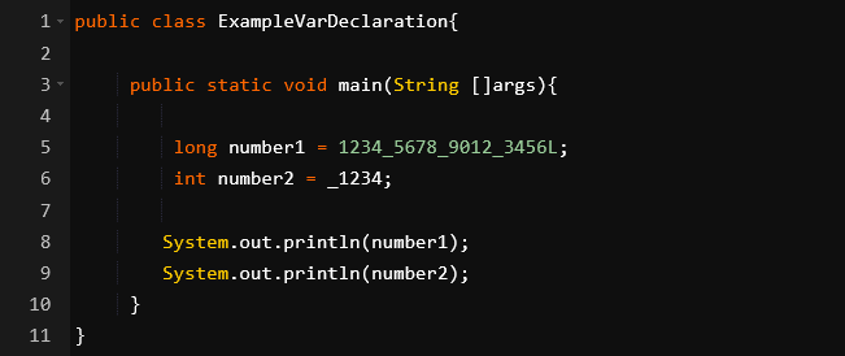 1 public class ExampleVarDeclaration{
2
3 public static void main(String []args){
4
5 long number1 = 1234_5678_9012_3456L;
6 int number2 = _1234;
7
8 System.out.println(number1);
9 System.out.println(number2);
10 }
11 }